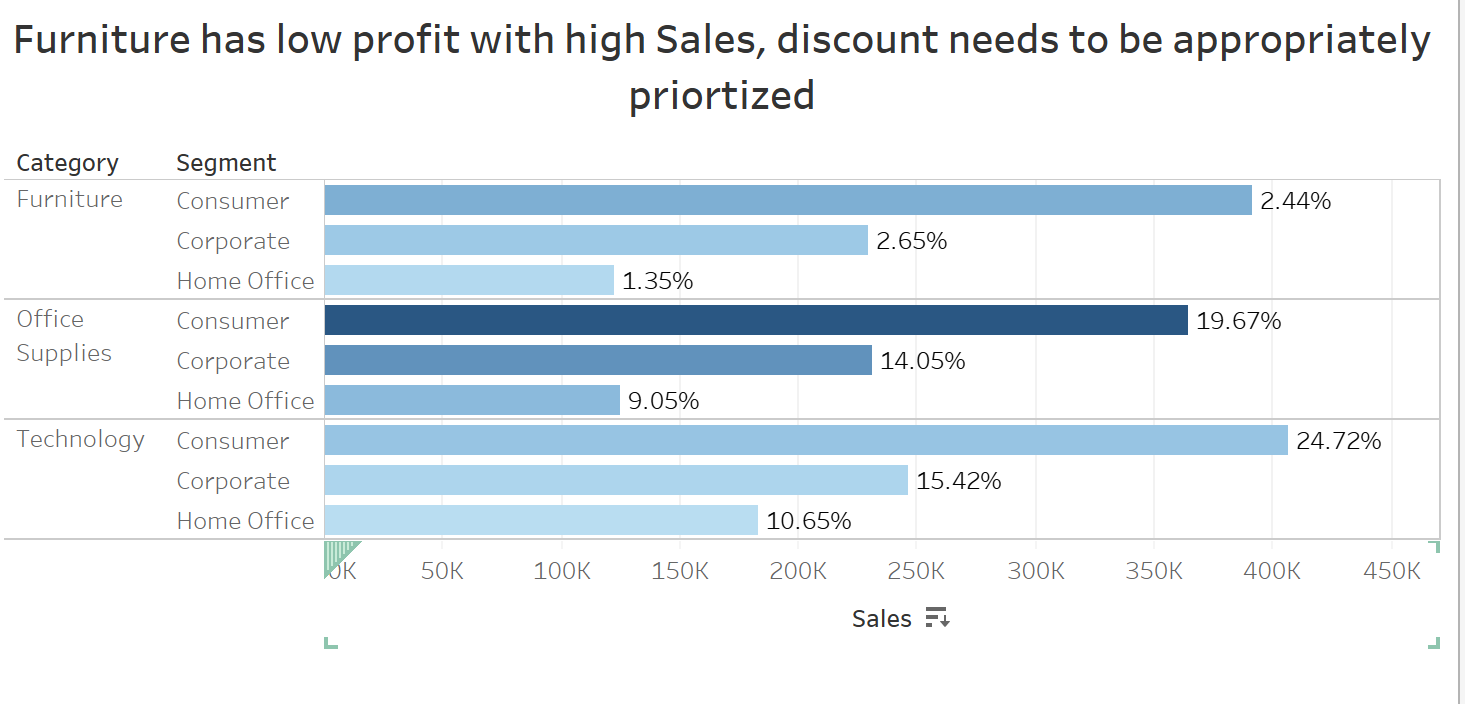 Furniture has low profit with high Sales, discount needs to be appropriately
priortized
Category Segment
Furniture Consumer 2.44%
Corporate 2.65%
Home Office 1.35%
Office Supplies Consumer 19.67%
Corporate 14.05%
Home Office 9.05%
Technology Consumer 24.72%
Corporate 15.42%
Home Office 10.65%
0K 50K 100K 150K 200K 250K 300K 350K 400K 450K
Sales